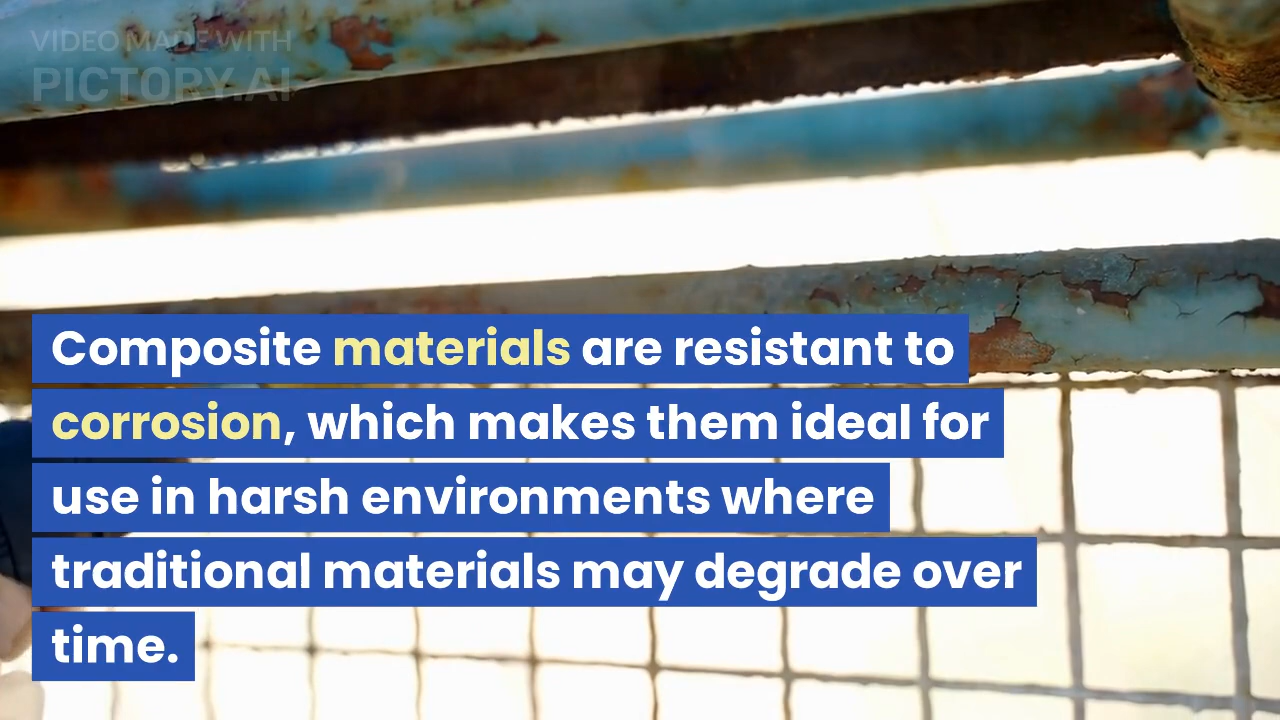 VIDEO MADE WITH
PICTORY.AI
Composite materials are resistant to
corrosion, which makes them ideal for
use in harsh environments where
traditional materials may degrade over
time.